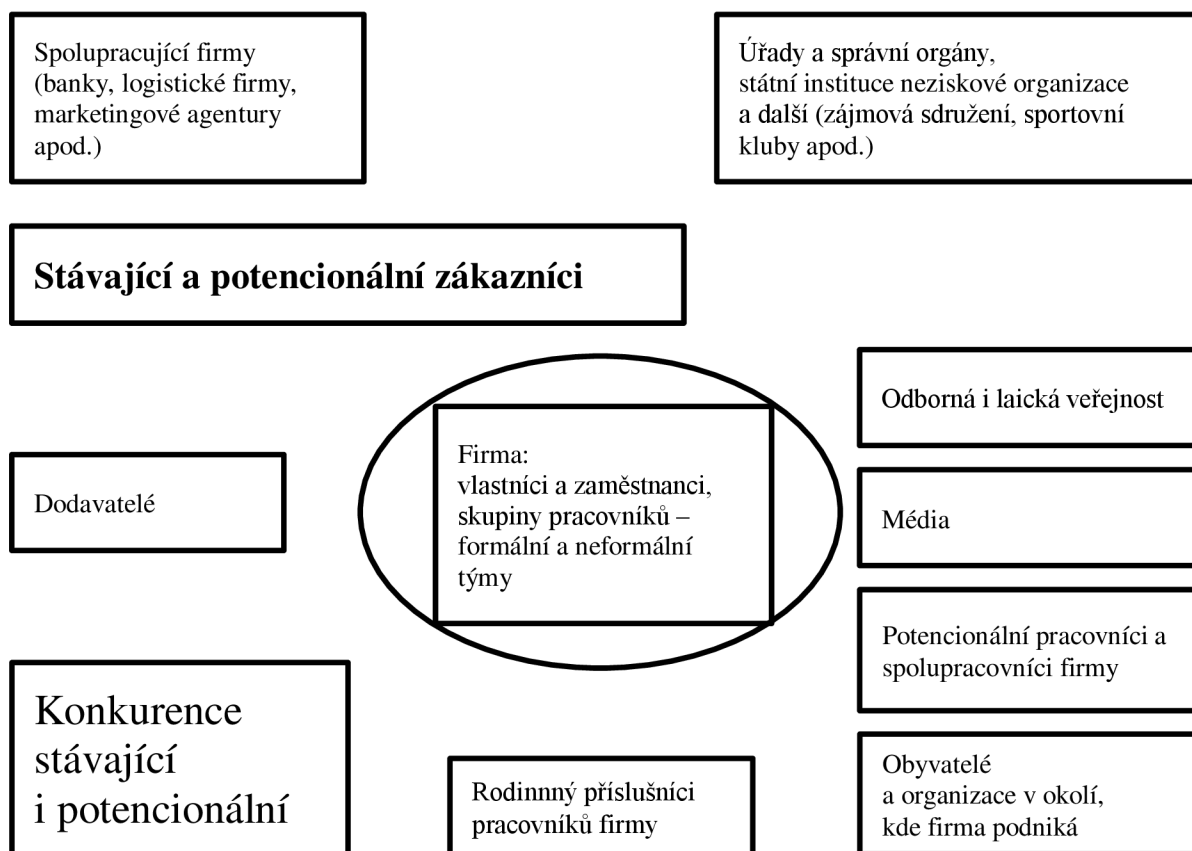 Spolupracující firmy
(banky, logistické firmy,
marketingové agentury
apod.)
Úřady a správní orgány,
státní instituce neziskové organizace
a další (zájmová sdružení, sportovní
kluby apod.)
Stávající a potencionální zákazníci
Odborná i laická veřejnost
Firma:
vlastníci a zaměstnanci,
skupiny pracovníků –
formální a neformální
týmy
Dodavatelé
Média
Potencionální pracovníci a
spolupracovníci firmy
Konkurence
stávající
i potencionální
Rodinnný příslušníci
pracovníků firmy
Obyvatelé
a organizace v okolí,
kde firma podniká